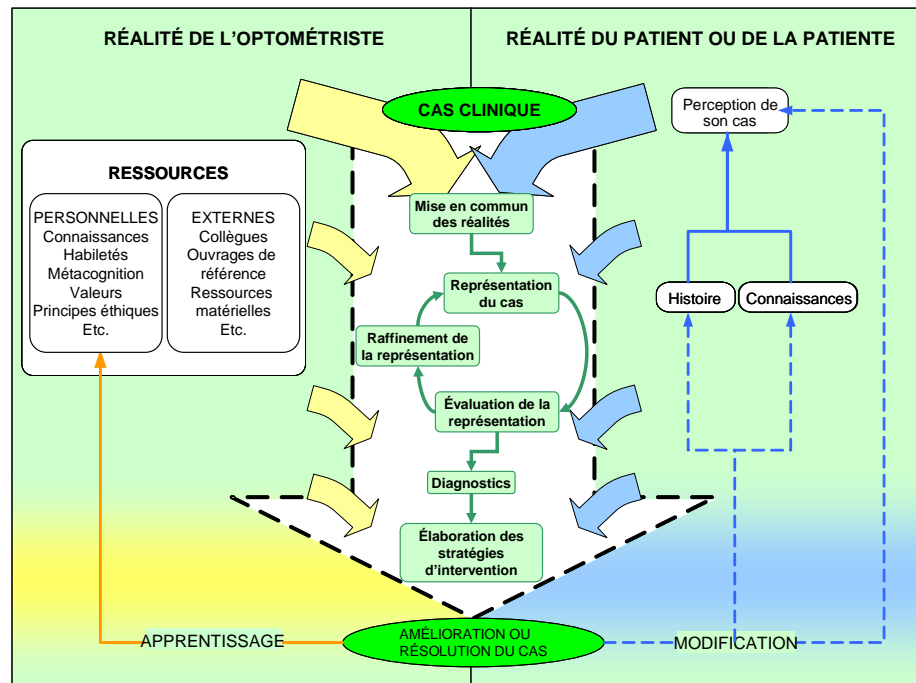 RÉALITÉ DE L'OPTOMÉTRISTE
RÉALITÉ DU PATIENT OU DE LA PATIENTE
CAS CLINIQUE
Perception de
son cas
RESSOURCES
PERSONNELLES
Connaissances
Habiletés
Métacognition
Valeurs
Principes éthiques
Etc.
EXTERNES
Collègues
Ouvrages de
référence
Ressources
matérielles
Etc.
Mise en commun
des réalités
Représentation
du cas
Raffinement de
la représentation
Évaluation de la
représentation
Diagnostics
Élaboration des
stratégies
d'intervention
Histoire
Connaissances
APPRENTISSAGE
AMÉLIORATION OU
RÉSOLUTION DU CAS
MODIFICATION